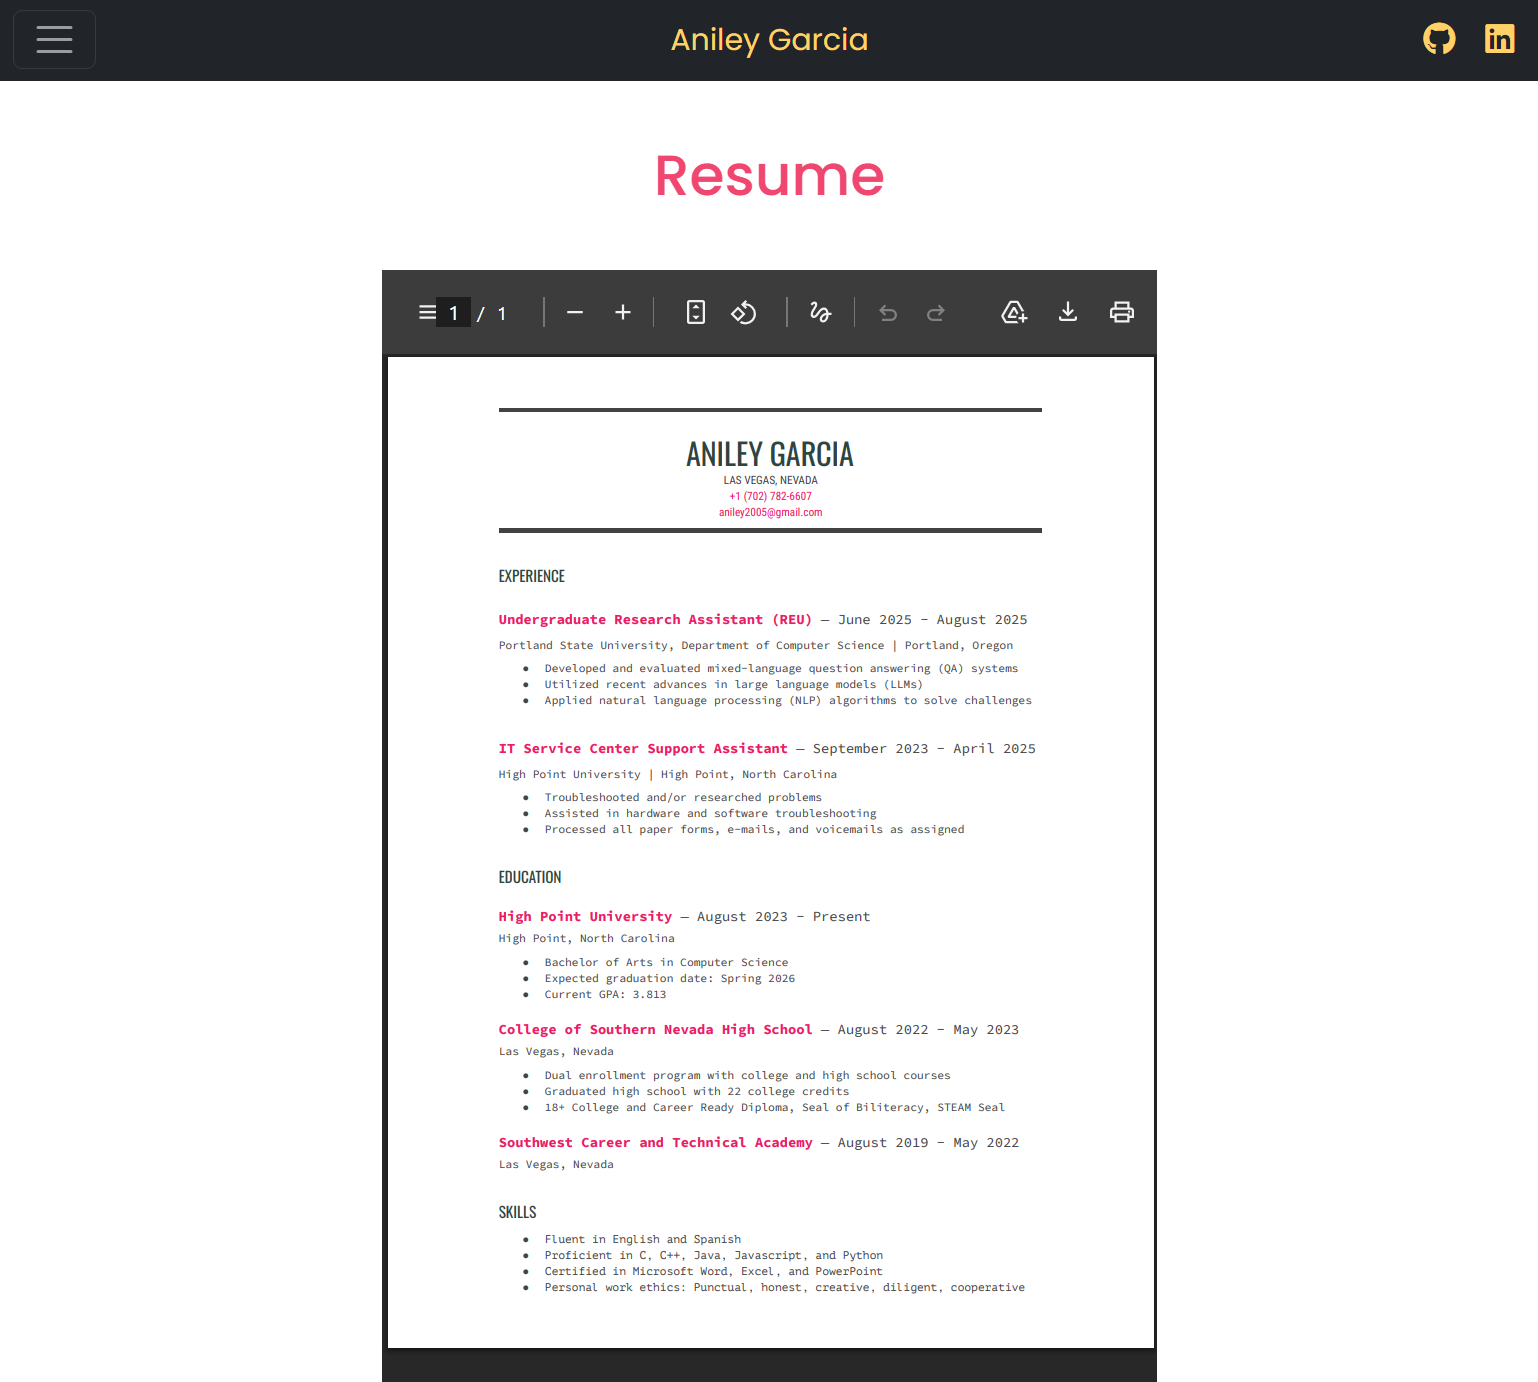 Aniley Garcia
in
Resume
1 / 1
ANILEY GARCIA
LAS VEGAS, NEVADA
+1 (702) 782-6607
aniley2005@gmail.com
EXPERIENCE
Undergraduate Research Assistant (REU) — June 2025 - August 2025
Portland State University, Department of Computer Science | Portland, Oregon
● Developed and evaluated mixed-language question answering (QA) systems
● Utilized recent advances in large language models (LLMs)
● Applied natural language processing (NLP) algorithms to solve challenges
IT Service Center Support Assistant — September 2023 - April 2025
High Point University | High Point, North Carolina
● Troubleshooted and/or researched problems
● Assisted in hardware and software troubleshooting
● Processed all paper forms, e-mails, and voicemails as assigned
EDUCATION
High Point University — August 2023 - Present
High Point, North Carolina
● Bachelor of Arts in Computer Science
● Expected graduation date: Spring 2026
● Current GPA: 3.813
College of Southern Nevada High School — August 2022 - May 2023
Las Vegas, Nevada
● Dual enrollment program with college and high school courses
● Graduated high school with 22 college credits
● 18+ College and Career Ready Diploma, Seal of Biliteracy, STEAM Seal
Southwest Career and Technical Academy — August 2019 - May 2022
Las Vegas, Nevada
SKILLS
● Fluent in English and Spanish
● Proficient in C, C++, Java, Javascript, and Python
● Certified in Microsoft Word, Excel, and PowerPoint
● Personal work ethics: Punctual, honest, creative, diligent, cooperative